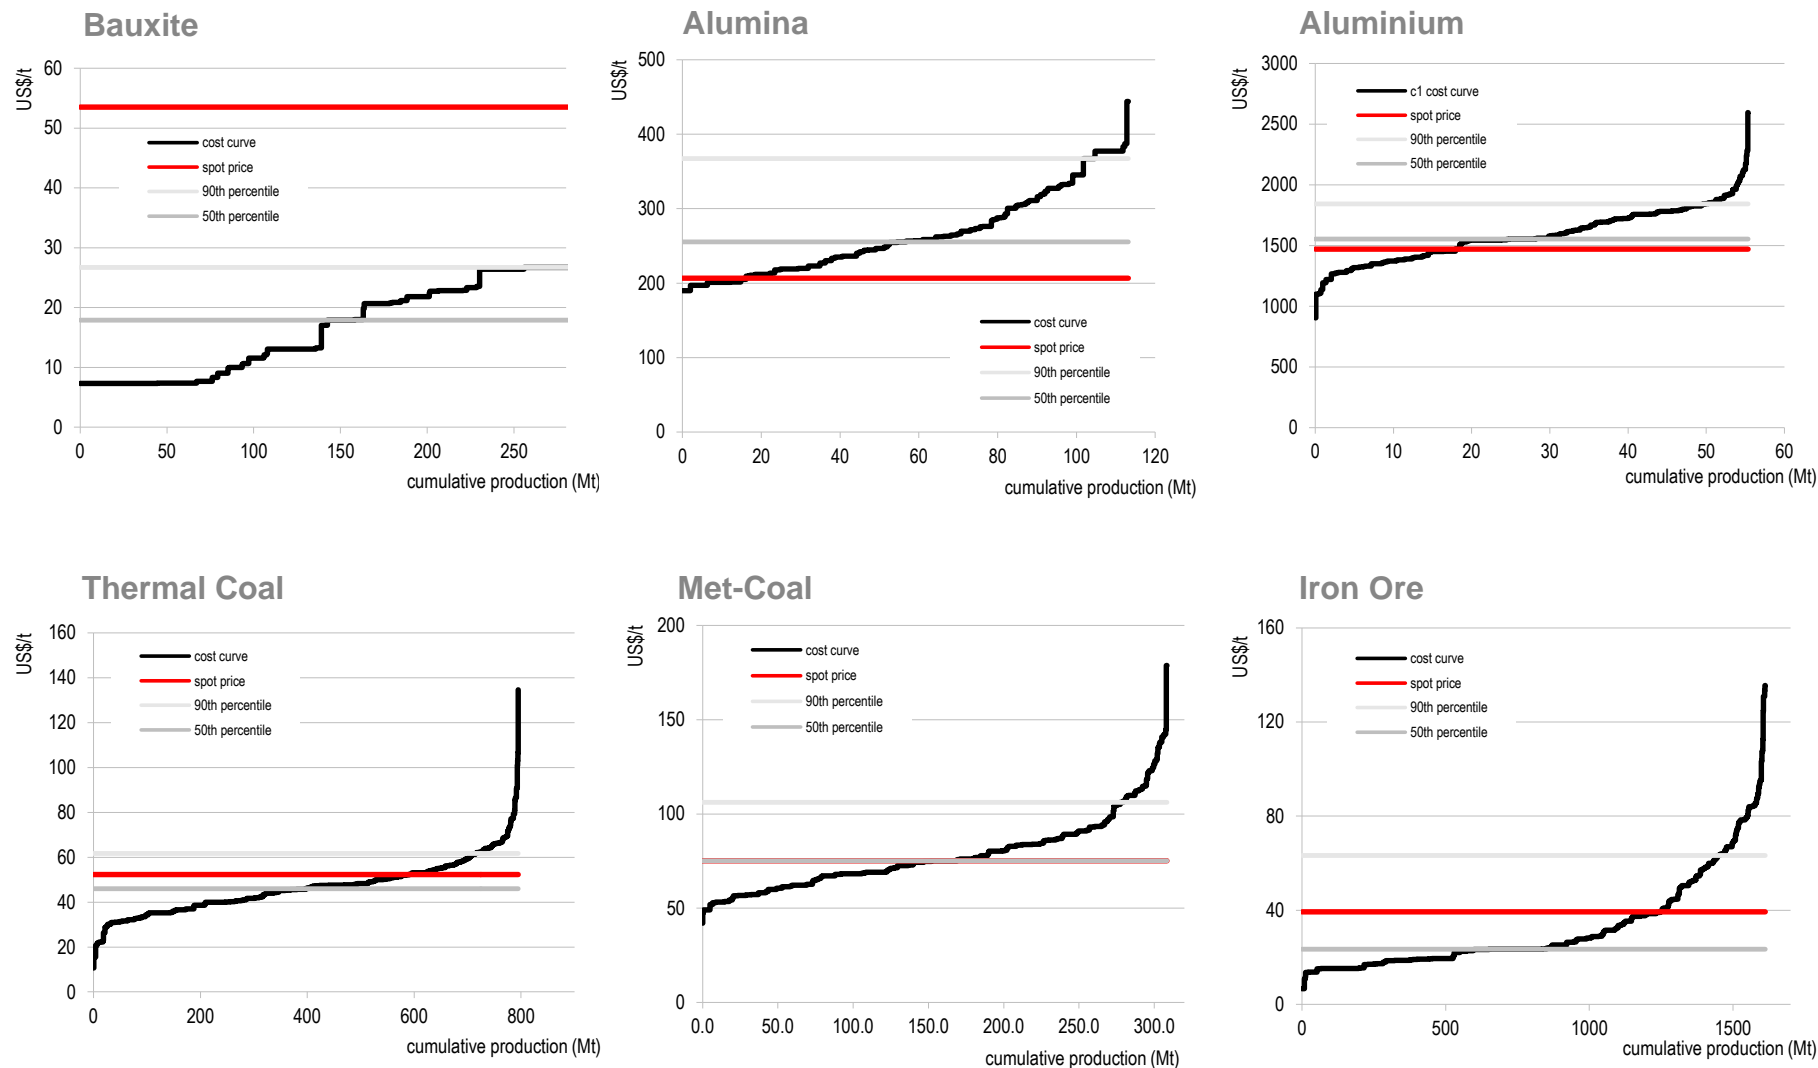 Bauxite
US$/t
60
50
40
30
20
10
0
cost curve
spot price
90th percentile
50th percentile
0 50 100 150 200 250
cumulative production (Mt)
Alumina
US$/t
500
400
300
200
100
0
cost curve
spot price
90th percentile
50th percentile
0 20 40 60 80 100 120
cumulative production (Mt)
Aluminium
US$/t
3000
2500
2000
1500
1000
500
0
c1 cost curve
spot price
90th percentile
50th percentile
0 10 20 30 40 50 60
cumulative production (Mt)
Thermal Coal
US$/t
160
140
120
100
80
60
40
20
0
cost curve
spot price
90th percentile
50th percentile
0 200 400 600 800
cumulative production (Mt)
Met-Coal
US$/t
200
150
100
50
0
cost curve
spot price
90th percentile
50th percentile
0.0 50.0 100.0 150.0 200.0 250.0 300.0
cumulative production (Mt)
Iron Ore
US$/t
160
120
80
40
0
cost curve
spot price
90th percentile
50th percentile
0 500 1000 1500
cumulative production (Mt)